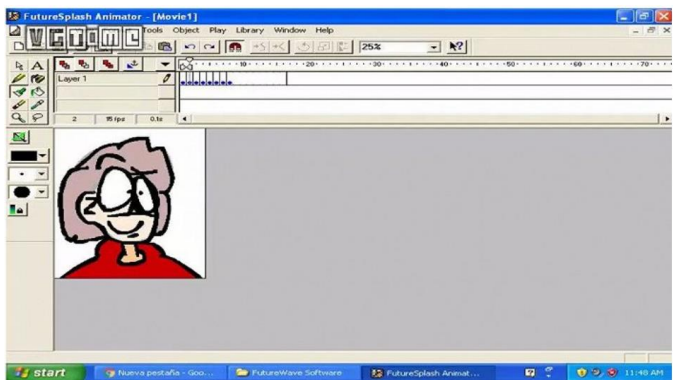 FutureSplash Animator - [Movie1]
VGTIME
Tools Object Play Library Window Help
25%
Layer 1
10 20 30 40 50 60 70
2 15 fps 0.1s
start
Nueva pestaña - Goo...
FutureWave Software
FutureSplash Animat...
11:40 AM